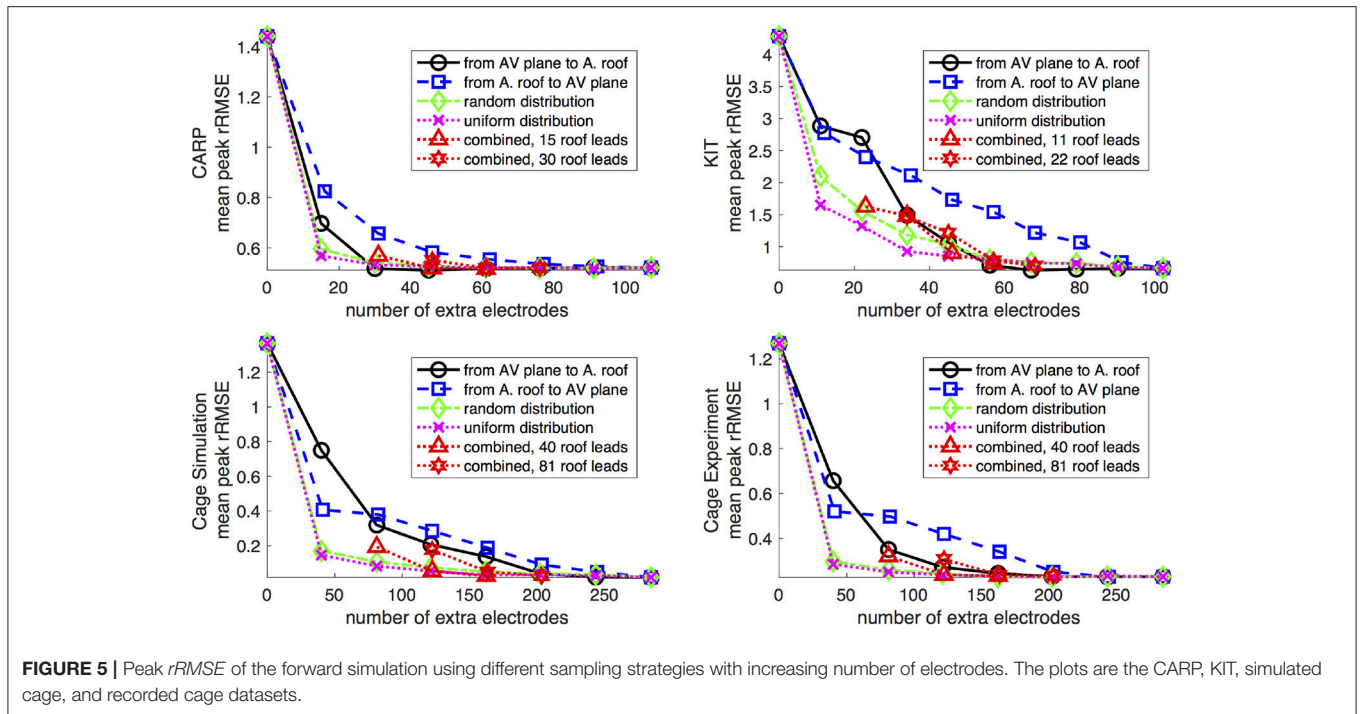 CARP
mean peak rRMSE
1.4
1.2
1
0.8
0.6
from AV plane to A. roof
from A. roof to AV plane
random distribution
uniform distribution
combined, 15 roof leads
combined, 30 roof leads
0 20 40 60 80 100
number of extra electrodes
KIT
mean peak rRMSE
4
3.5
3
2.5
2
1.5
1
from AV plane to A. roof
from A. roof to AV plane
random distribution
uniform distribution
combined, 11 roof leads
combined, 22 roof leads
0 20 40 60 80 100
number of extra electrodes
Cage Simulation
mean peak rRMSE
1.2
1
0.8
0.6
0.4
0.2
from AV plane to A. roof
from A. roof to AV plane
random distribution
uniform distribution
combined, 40 roof leads
combined, 81 roof leads
0 50 100 150 200 250
number of extra electrodes
Cage Experiment
mean peak rRMSE
1.2
1
0.8
0.6
0.4
from AV plane to A. roof
from A. roof to AV plane
random distribution
uniform distribution
combined, 40 roof leads
combined, 81 roof leads
0 50 100 150 200 250
number of extra electrodes
FIGURE 5 | Peak rRMSE of the forward simulation using different sampling strategies with increasing number of electrodes. The plots are the CARP, KIT, simulated
cage, and recorded cage datasets.